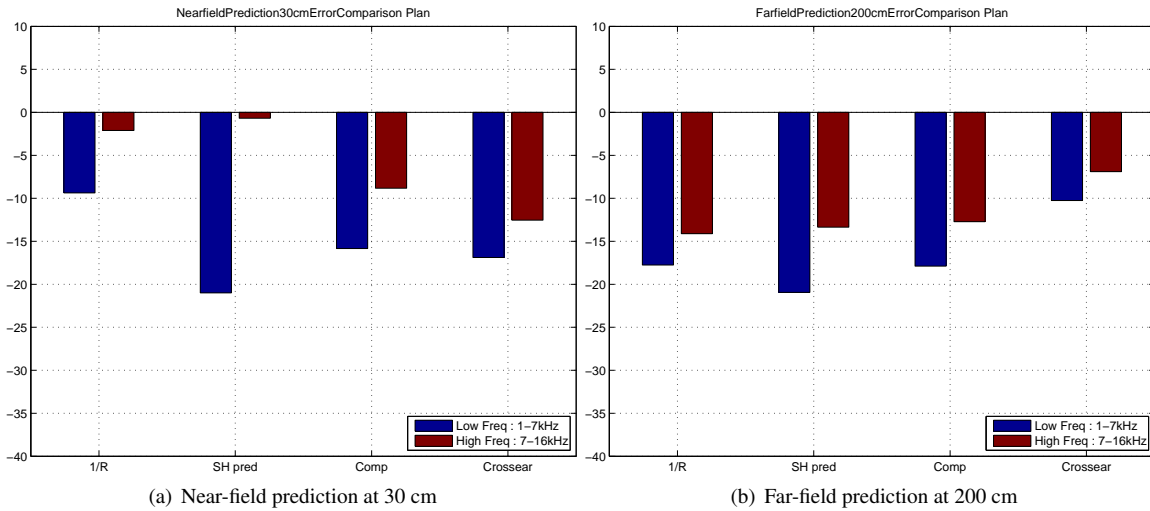 NearfieldPrediction30cmErrorComparison Plan
10
5
0
−5
−10
−15
−20
−25
−30
−35
−40
1/R
SH pred
Comp
Crossear
Low Freq : 1−7kHz
High Freq : 7−16kHz
(a) Near-field prediction at 30 cm
FarfieldPrediction200cmErrorComparison Plan
10
5
0
−5
−10
−15
−20
−25
−30
−35
−40
1/R
SH pred
Comp
Crossear
Low Freq : 1−7kHz
High Freq : 7−16kHz
(b) Far-field prediction at 200 cm